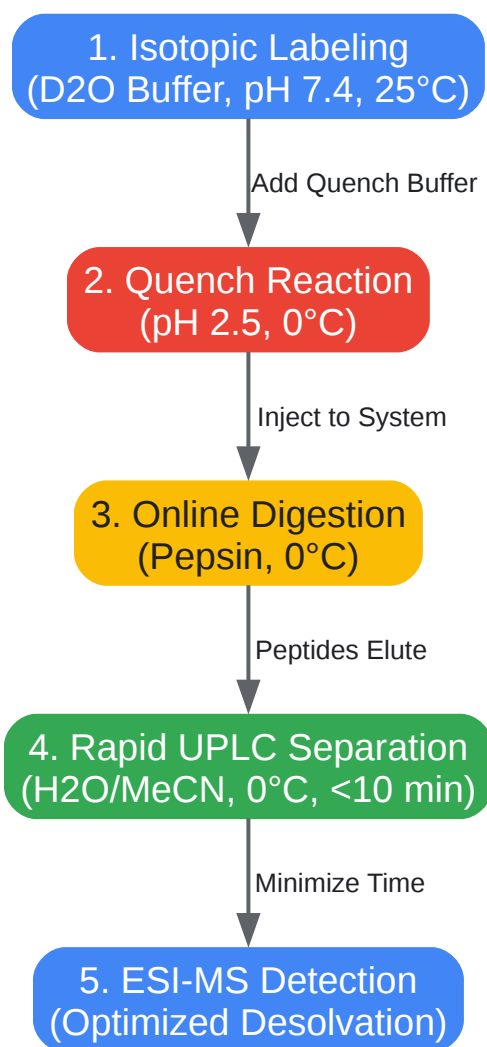 1. Isotopic Labeling
(D2O Buffer, pH 7.4, 25°C)
Add Quench Buffer
2. Quench Reaction
(pH 2.5, 0°C)
Inject to System
3. Online Digestion
(Pepsin, 0°C)
Peptides Elute
4. Rapid UPLC Separation
(H2O/MeCN, 0°C, <10 min)
Minimize Time
5. ESI-MS Detection
(Optimized Desolvation)